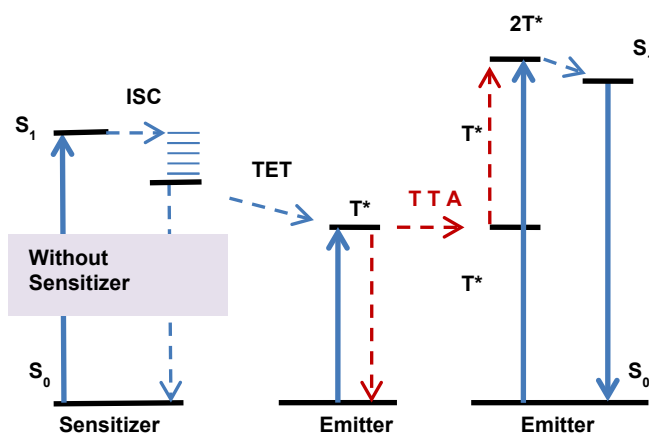 2T*
S
ISC
S1
T*
TET
T*
T T A
Without
Sensitizer
T*
S0
S0
Sensitizer
Emitter
Emitter